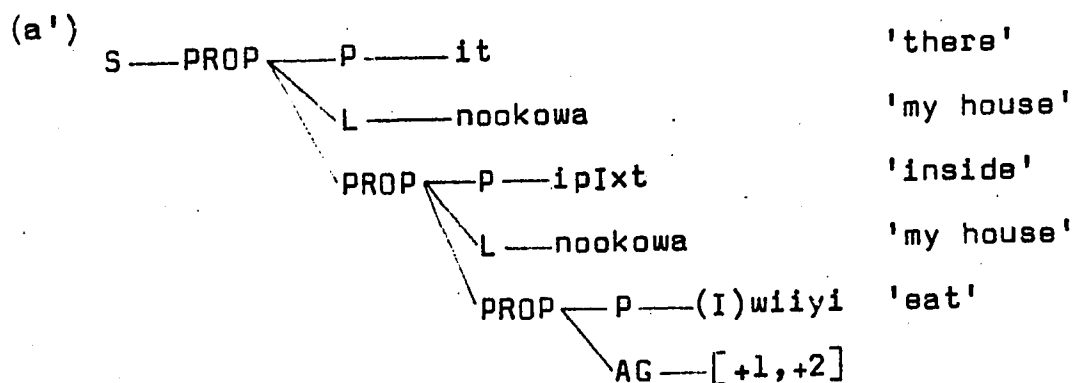 (a')
S PROP P it 'there'
L nookowa 'my house'
PROP P ipIxt 'inside'
L nookowa 'my house'
PROP P (I)wiiyi 'eat'
AG [+1,+2]